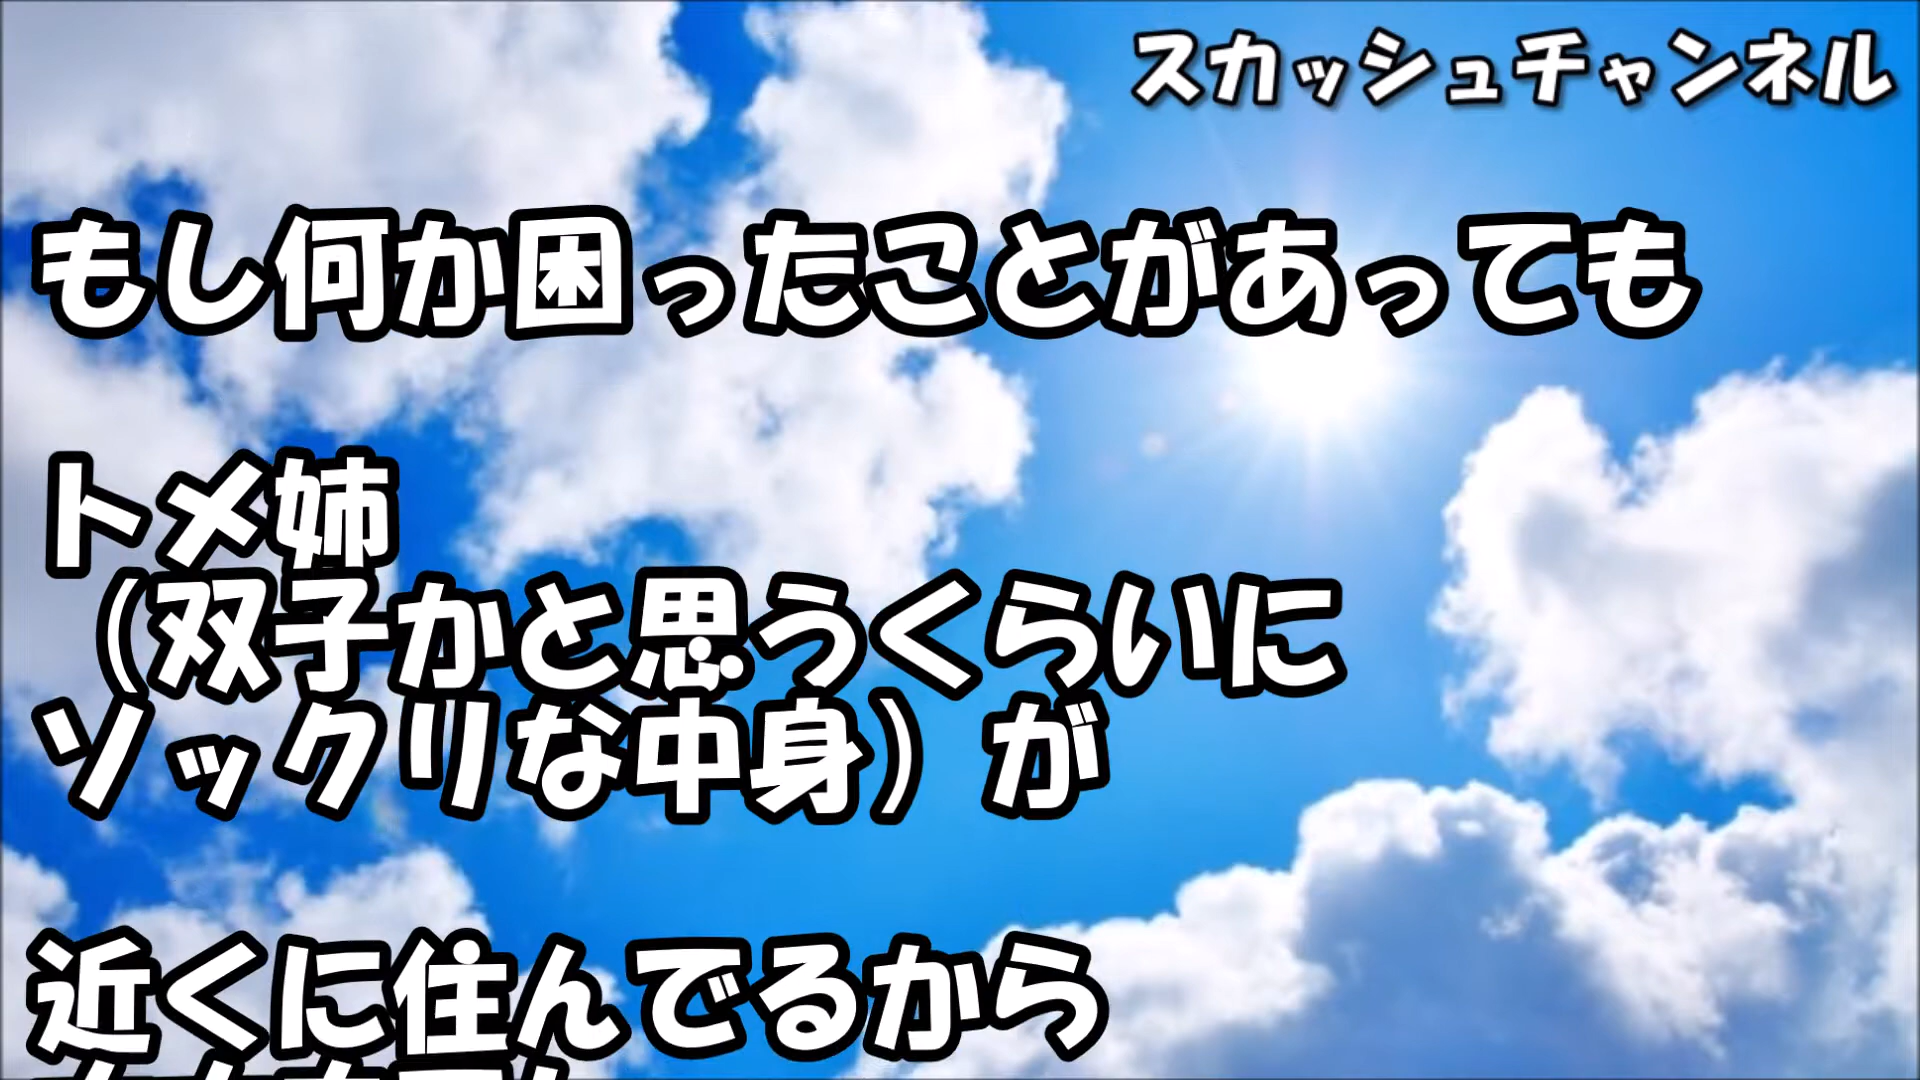 スカッシュチャンネル
もし何か困ったことがあっても
トメ姉
（双子かと思うくらいに
ソックリな中身）が
近くに住んでるから